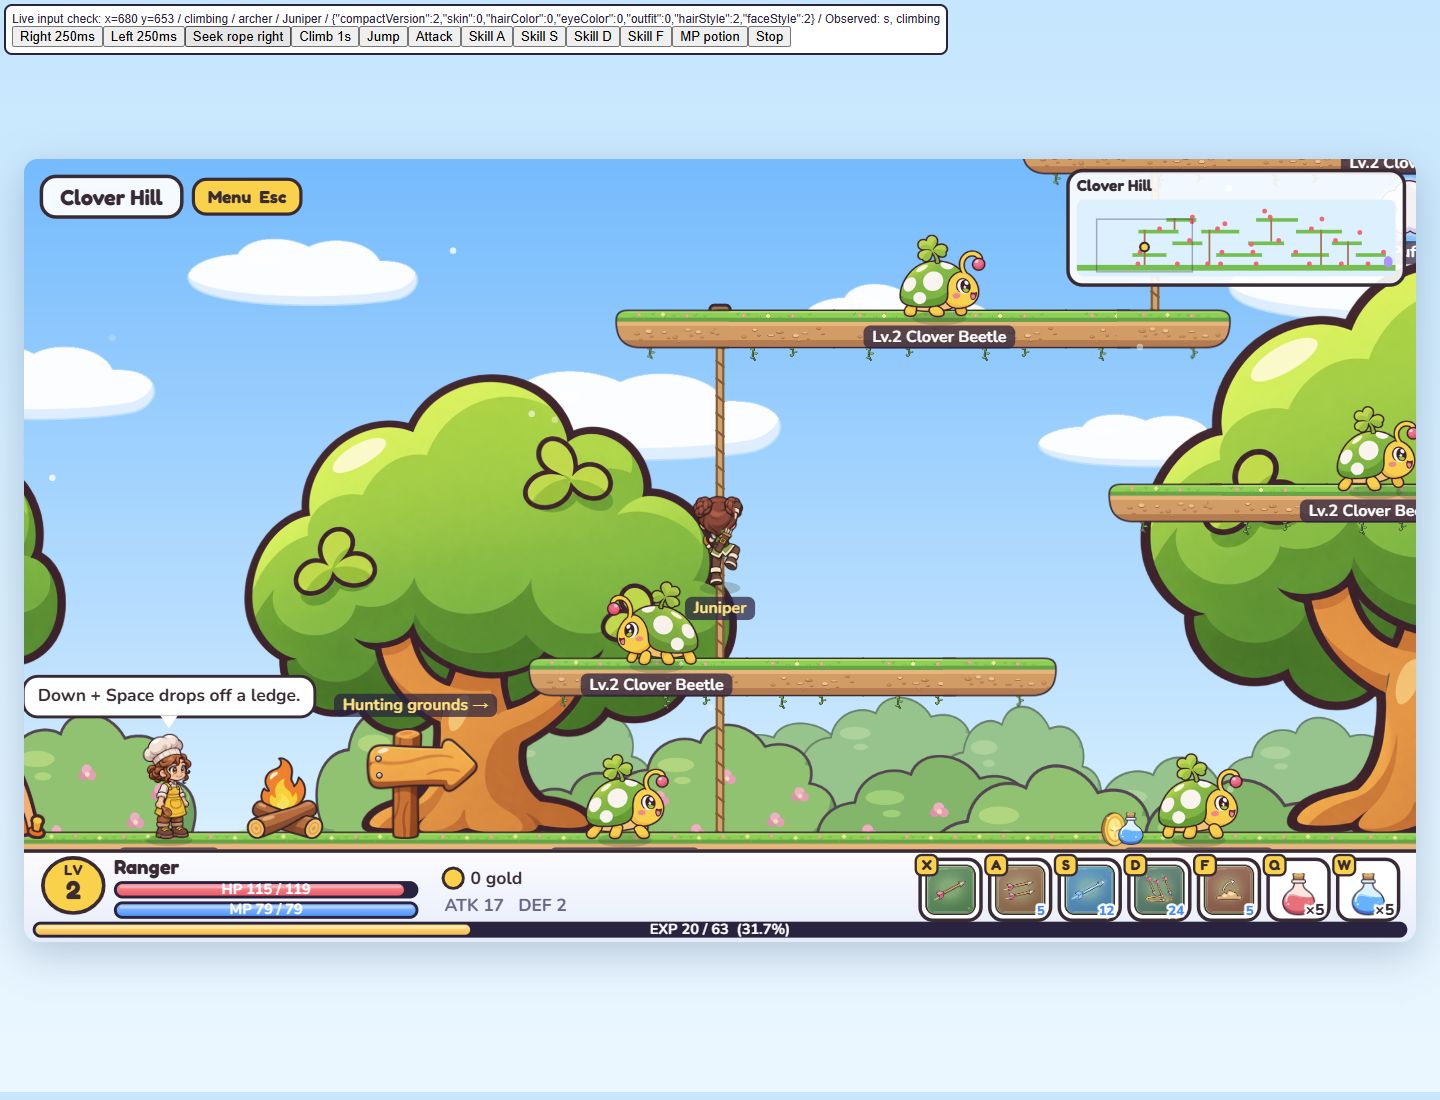 Live input check: x=680 y=653 / climbing / archer / Juniper / {"compactVersion":2,"skin":0,"hairColor":0,"eyeColor":0,"outfit":0,"hairStyle":2,"faceStyle":2} / Observed: s, climbing
Right 250ms Left 250ms Seek rope right Climb 1s Jump Attack Skill A Skill S Skill D Skill F MP potion Stop
Lv.2 Clov
Clover Hill Menu Esc
Clover Hill
Lv.2 Clover Beetle
Lv.2 Clover Bee
Juniper
Lv.2 Clover Beetle
Down + Space drops off a ledge.
Hunting grounds →
LV 2
Ranger
HP 115 / 119
MP 79 / 79
0 gold
ATK 17 DEF 2
X A S D F Q W
5 12 24 5 ×5 ×5
EXP 20 / 63 (31.7%)